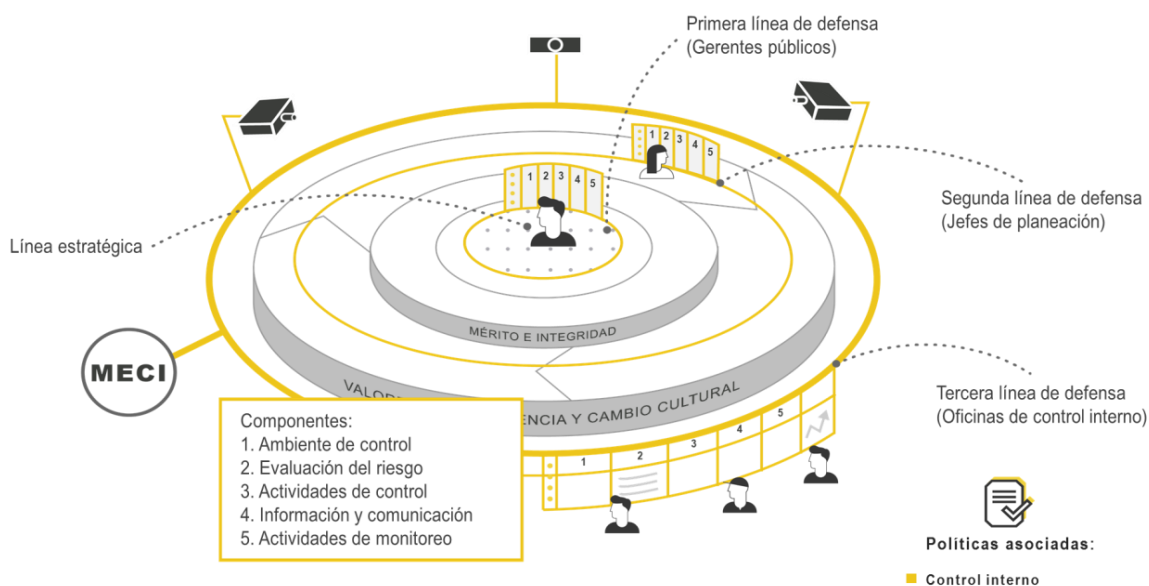 Primera línea de defensa
(Gerentes públicos)
1 2 3 4 5
1 2 3 4 5
Segunda línea de defensa
(Jefes de planeación)
Línea estratégica
MÉRITO E INTEGRIDAD
MECI
CAMBIO CULTURAL
Y
Tercera línea de defensa
(Oficinas de control interno)
Componentes:
1. Ambiente de control
2. Evaluación del riesgo
3. Actividades de control
4. Información y comunicación
5. Actividades de monitoreo
1 2 3 4 5
Políticas asociadas:
Control interno